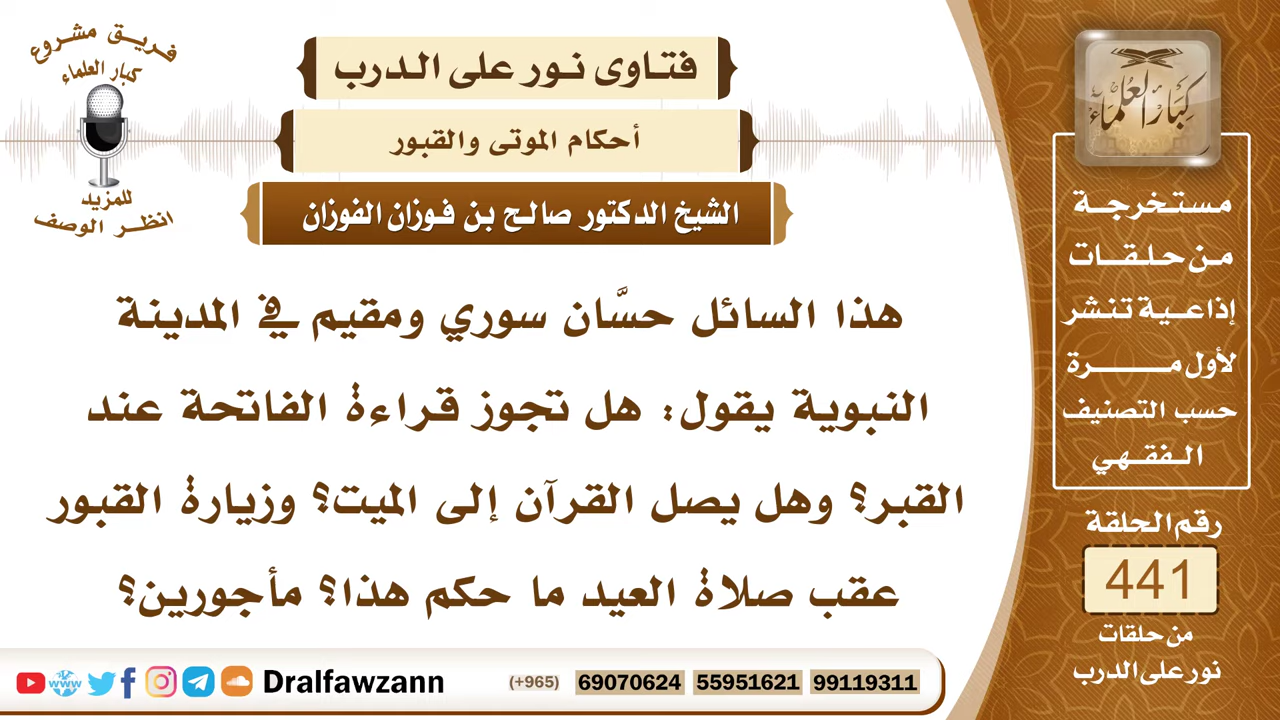 فريق مشروع
كبار العلماء
للمزيد
انظر الوصف
فتاوى نور على الدرب
أحكام الموتى والقبور
الشيخ الدكتور صالح بن فوزان الفوزان
هذا السائل حسَّان سوري ومقيم في المدينة
النبوية يقول: هل تجوز قراءة الفاتحة عند
القبر؟ وهل يصل القرآن إلى الميت؟ وزيارة القبور
عقب صلاة العيد ما حكم هذا؟ مأجورين؟
كبار العلماء
مستخرجة
من حلقات
إذاعية تنشر
لأول مرة
حسب التصنيف
الفقهي
رقم الحلقة
441
من حلقات
نور على الدرب
www Dralfawzann (+965) 69070624 55951621 99119311